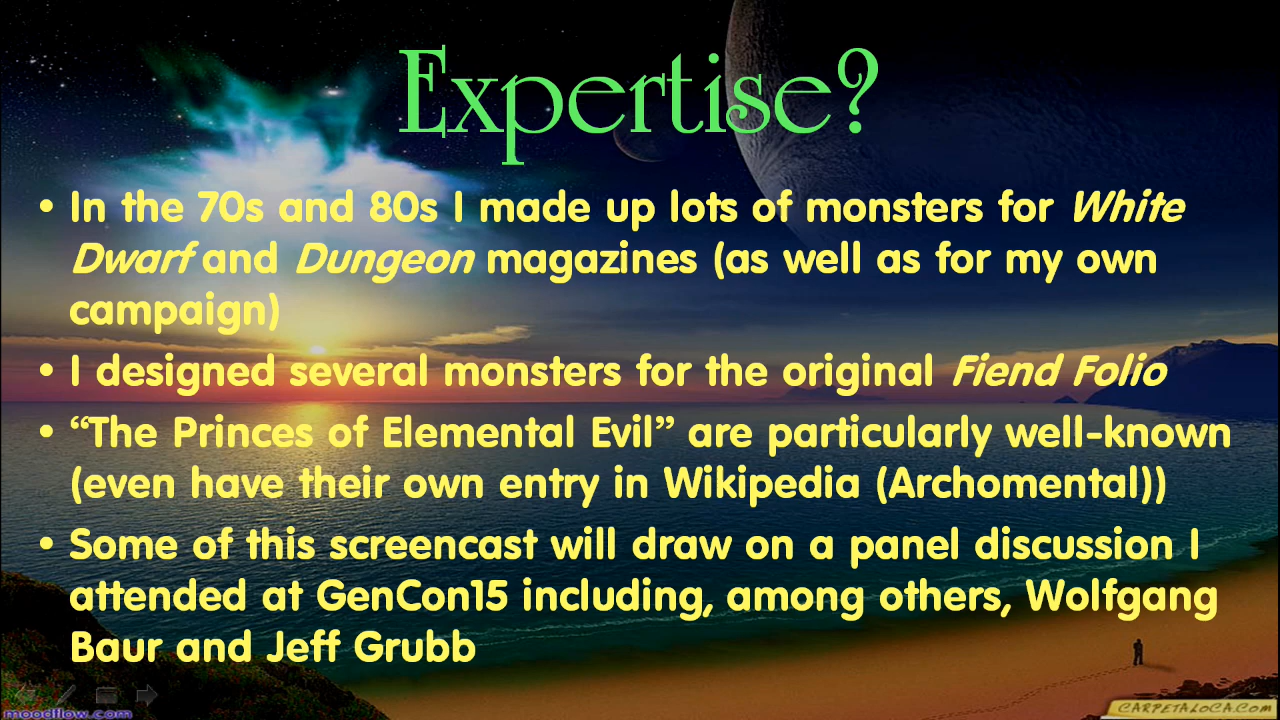 Expertise?
• In the 70s and 80s I made up lots of monsters for White
Dwarf and Dungeon magazines (as well as for my own
campaign)
• I designed several monsters for the original Fiend Folio
• “The Princes of Elemental Evil” are particularly well-known
(even have their own entry in Wikipedia (Archomental))
• Some of this screencast will draw on a panel discussion I
attended at GenCon15 including, among others, Wolfgang
Baur and Jeff Grubb
moodflow.com
CARPETALOCA.COM